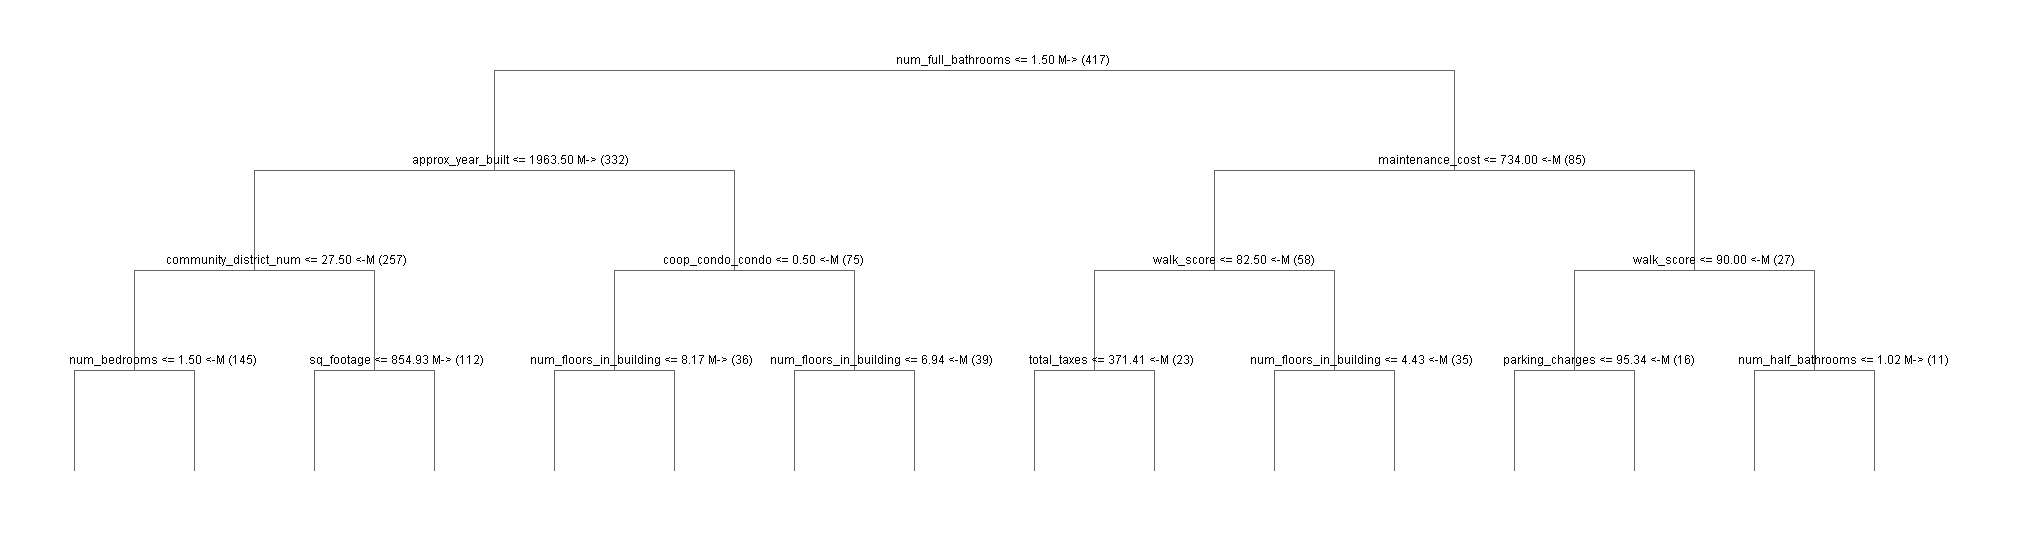 num_full_bathrooms <= 1.50 M-> (417)
approx_year_built <= 1963.50 M-> (332)
maintenance_cost <= 734.00 <-M (85)
community_district_num <= 27.50 <-M (257)
coop_condo_condo <= 0.50 <-M (75)
walk_score <= 82.50 <-M (58)
walk_score <= 90.00 <-M (27)
num_bedrooms <= 1.50 <-M (145)
sq_footage <= 854.93 M-> (112)
num_floors_in_building <= 8.17 M-> (36)
num_floors_in_building <= 6.94 <-M (39)
total_taxes <= 371.41 <-M (23)
num_floors_in_building <= 4.43 <-M (35)
parking_charges <= 95.34 <-M (16)
num_half_bathrooms <= 1.02 M-> (11)